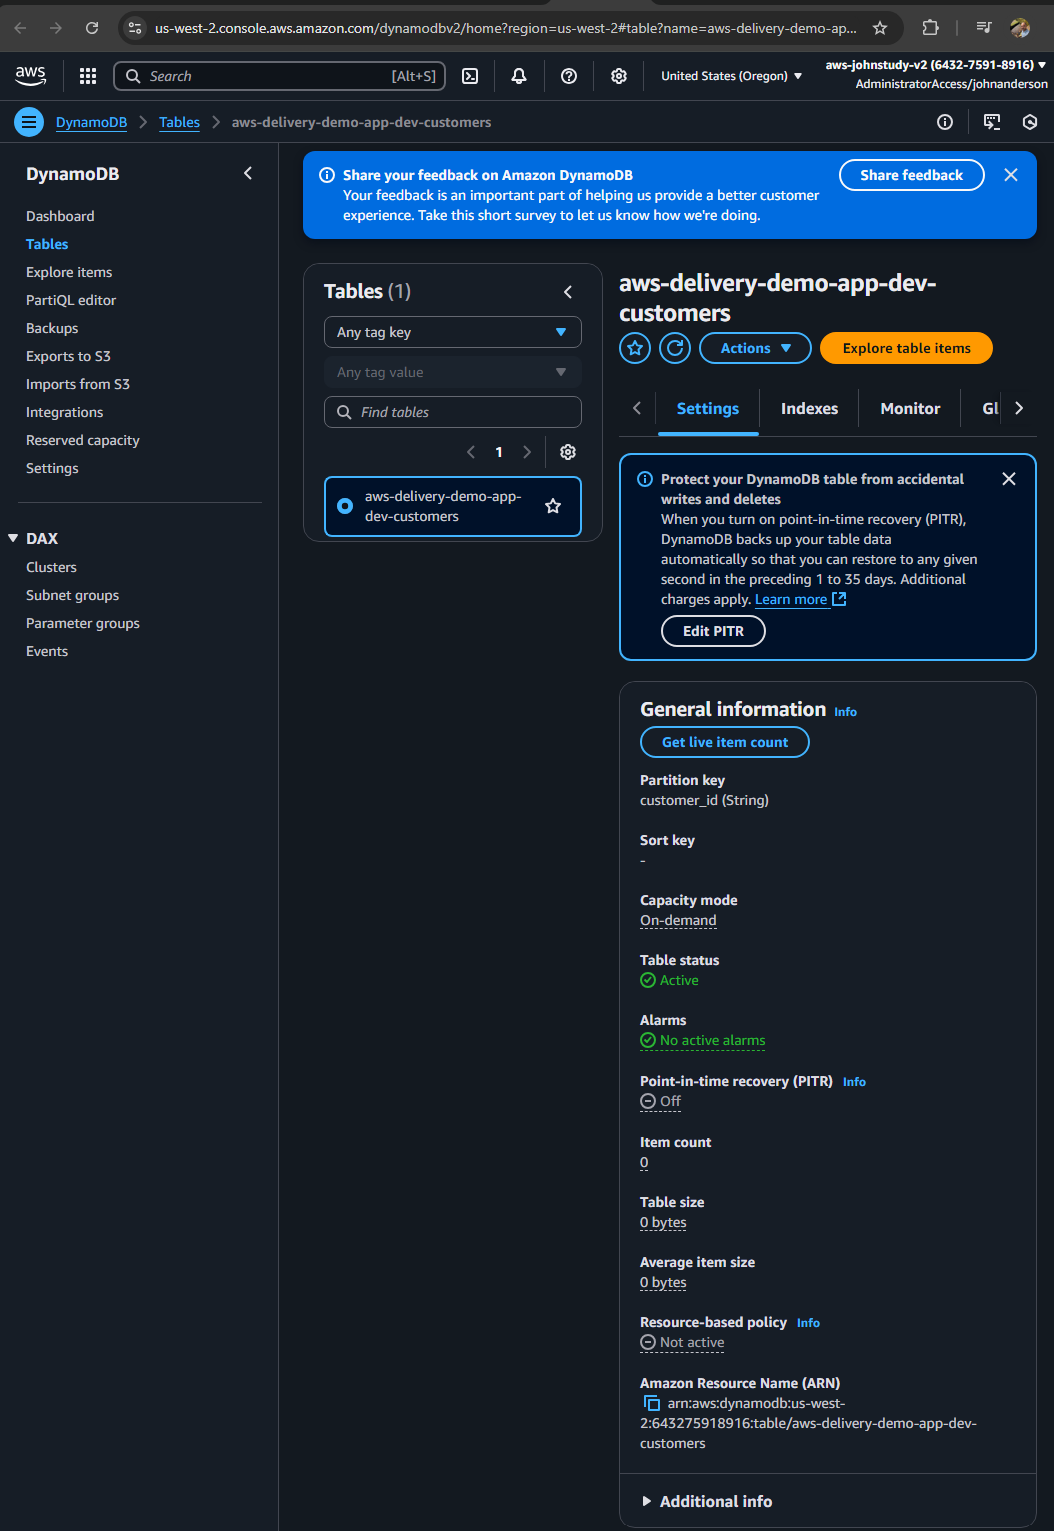 us-west-2.console.aws.amazon.com/dynamodbv2/home?region=us-west-2#table?name=aws-delivery-demo-ap...
aws
Search
[Alt+S]
United States (Oregon)
aws-johnstudy-v2 (6432-7591-8916)
AdministratorAccess/johnanderson
DynamoDB
Tables
aws-delivery-demo-app-dev-customers
DynamoDB
Dashboard
Tables
Explore items
PartiQL editor
Backups
Exports to S3
Imports from S3
Integrations
Reserved capacity
Settings
DAX
Clusters
Subnet groups
Parameter groups
Events
Share your feedback on Amazon DynamoDB
Your feedback is an important part of helping us provide a better customer
experience. Take this short survey to let us know how we're doing.
Share feedback
Tables (1)
Any tag key
Any tag value
Find tables
1
aws-delivery-demo-app-
dev-customers
aws-delivery-demo-app-dev-
customers
Actions
Explore table items
Settings
Indexes
Monitor
Gl
Protect your DynamoDB table from accidental
writes and deletes
When you turn on point-in-time recovery (PITR),
DynamoDB backs up your table data
automatically so that you can restore to any given
second in the preceding 1 to 35 days. Additional
charges apply. Learn more
Edit PITR
General information Info
Get live item count
Partition key
customer_id (String)
Sort key
-
Capacity mode
On-demand
Table status
Active
Alarms
No active alarms
Point-in-time recovery (PITR) Info
Off
Item count
0
Table size
0 bytes
Average item size
0 bytes
Resource-based policy Info
Not active
Amazon Resource Name (ARN)
arn:aws:dynamodb:us-west-
2:643275918916:table/aws-delivery-demo-app-dev-
customers
Additional info